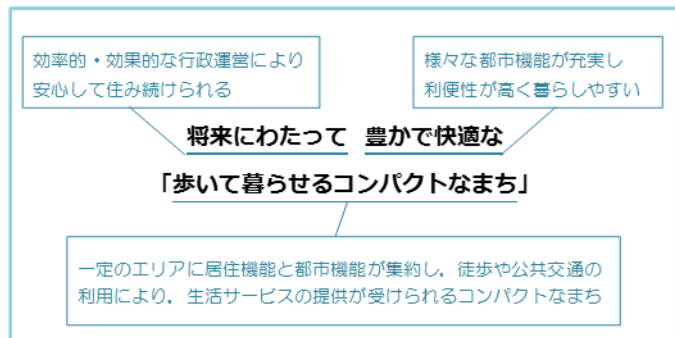 効率的・効果的な行政運営により
安心して住み続けられる
様々な都市機能が充実し
利便性が高く暮らしやすい
将来にわたって 豊かで快適な
「歩いて暮らせるコンパクトなまち」
一定のエリアに居住機能と都市機能が集約し，徒歩や公共交通の
利用により，生活サービスの提供が受けられるコンパクトなまち